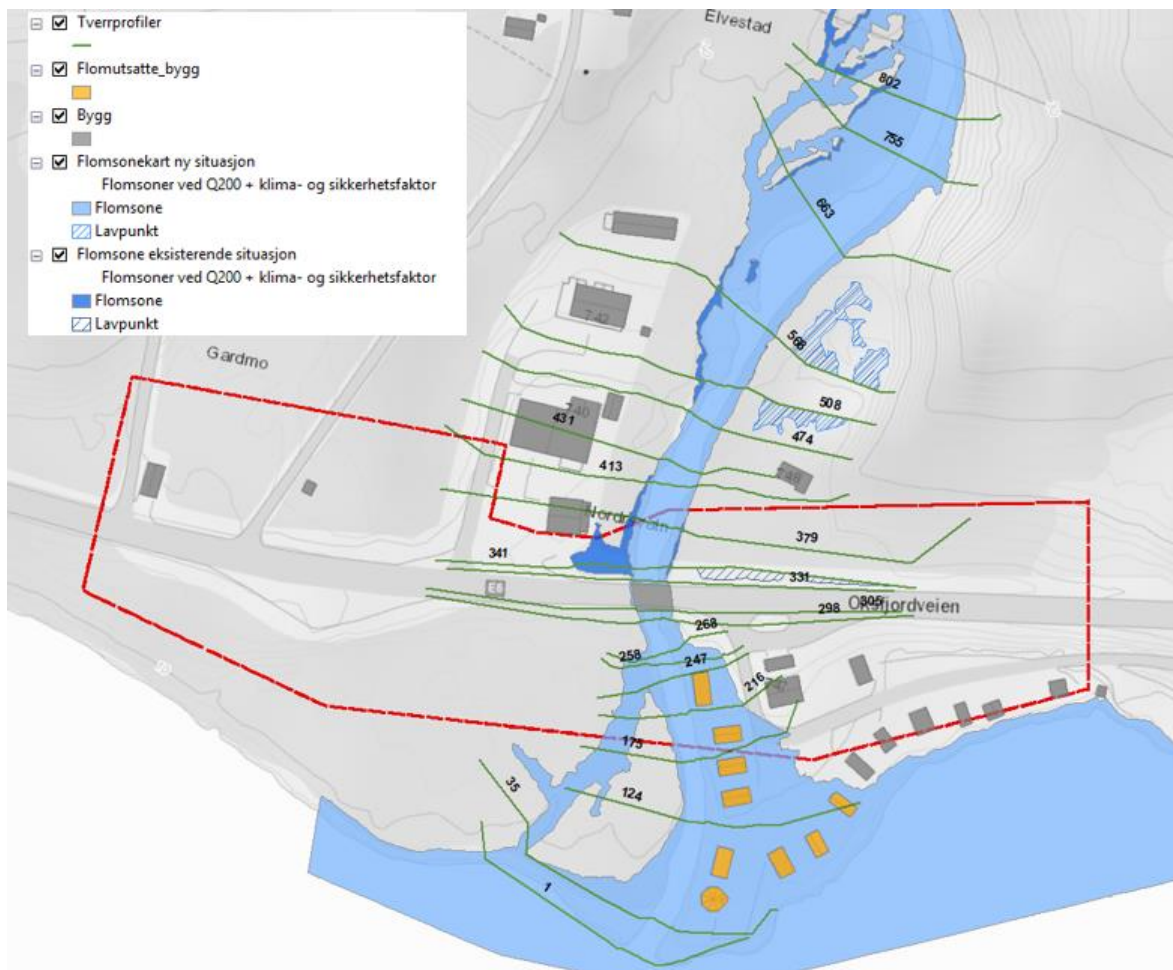 Tverrprofiler
Flomutsatte_bygg
Bygg
Flomsonekart ny situasjon
Flomsoner ved Q200 + klima- og sikkerhetsfaktor
Flomsone
Lavpunkt
Flomsone eksisterende situasjon
Flomsoner ved Q200 + klima- og sikkerhetsfaktor
Flomsone
Lavpunkt
Elvestad
802
755
663
568
508
474
Gardmo
431
413
379
341
331
305
298
Oksfjordveien
268
258
247
216
175
124
35
1